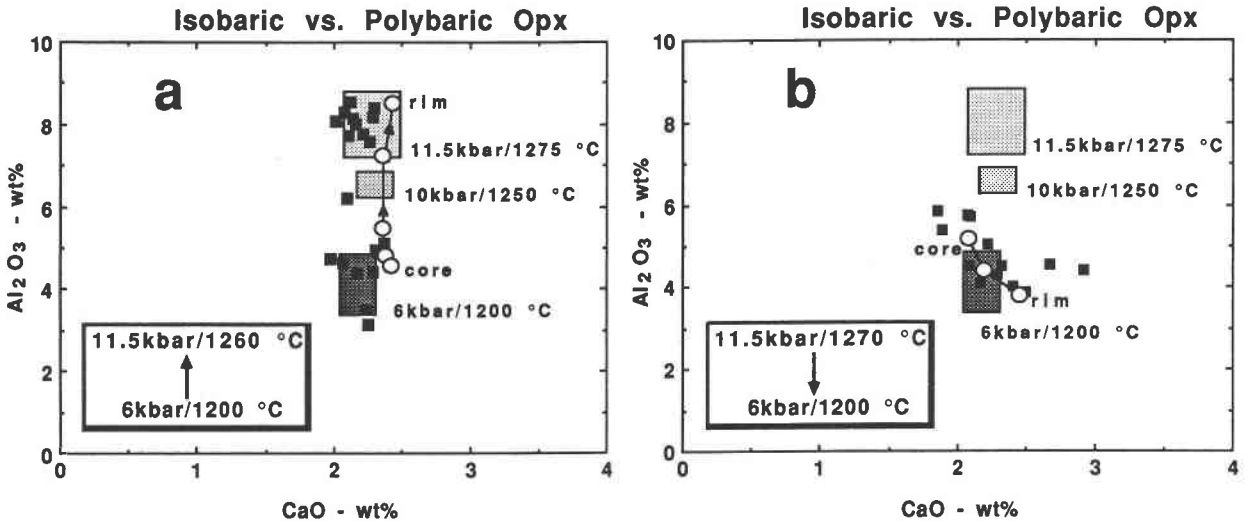 Isobaric vs. Polybaric Opx
a
10
8
6
4
2
0
0
1
2
3
4
Al2O3 - wt%
CaO - wt%
rim
11.5kbar/1275 °C
10kbar/1250 °C
core
6kbar/1200 °C
11.5kbar/1260 °C
6kbar/1200 °C
Isobaric vs. Polybaric Opx
b
10
8
6
4
2
0
0
1
2
3
4
Al2O3 - wt%
CaO - wt%
11.5kbar/1275 °C
10kbar/1250 °C
core
rim
6kbar/1200 °C
11.5kbar/1270 °C
6kbar/1200 °C